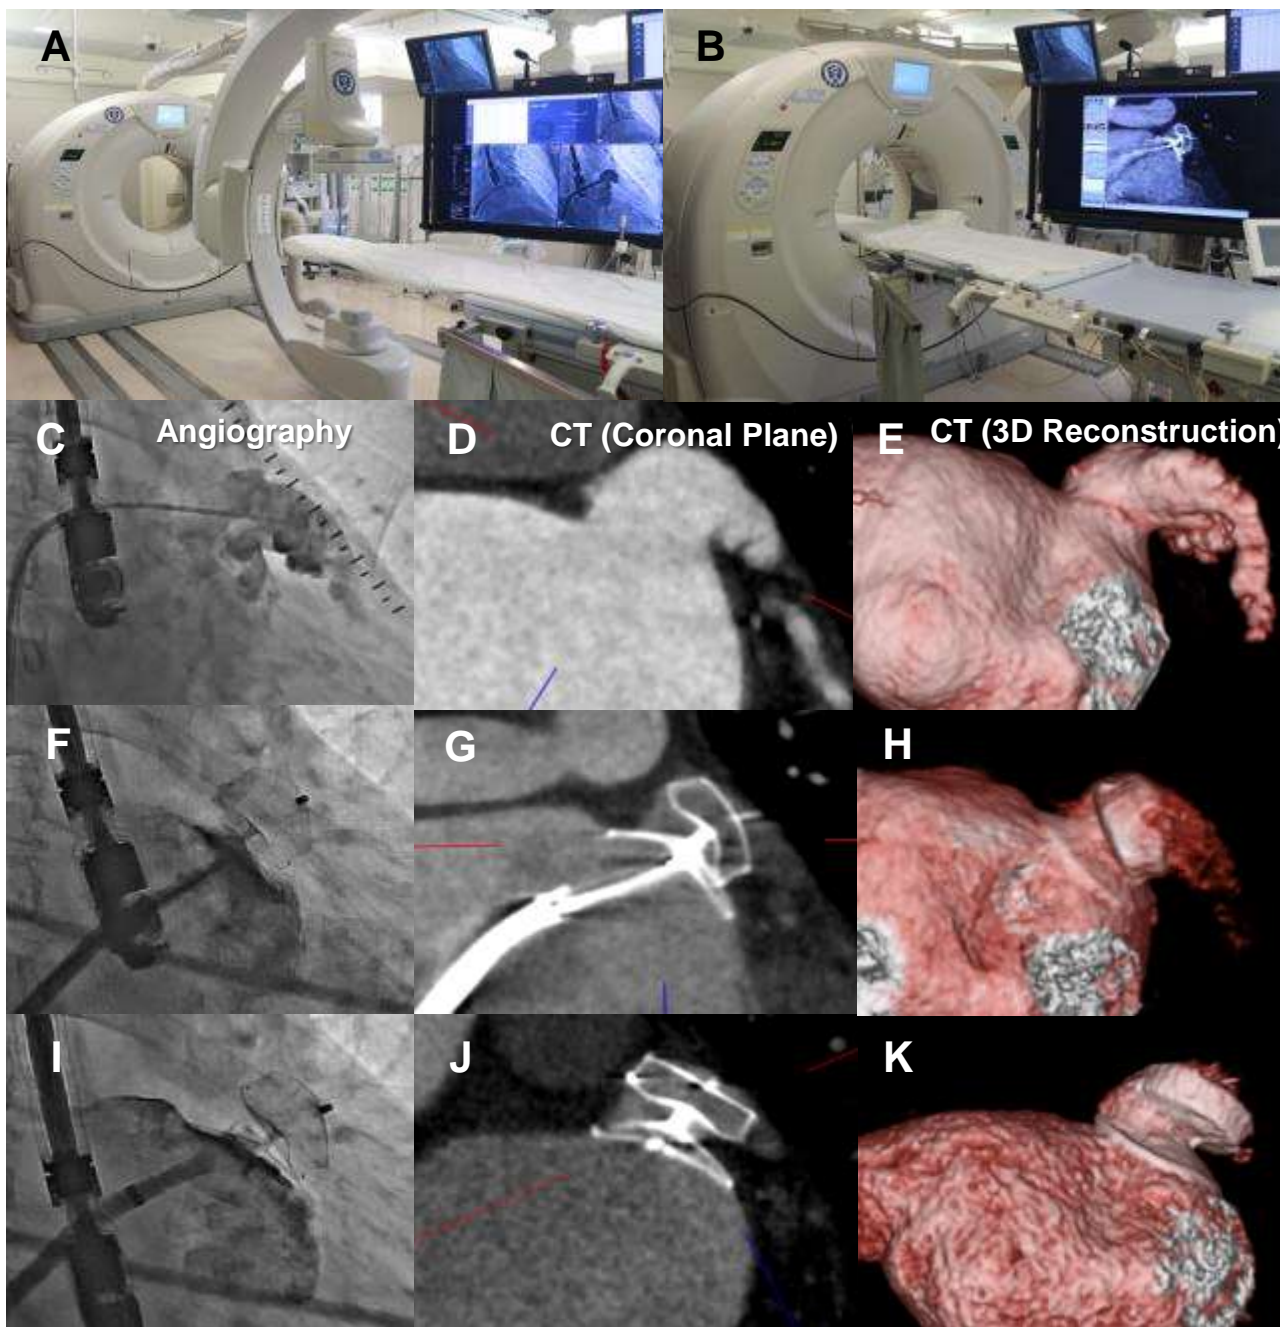 A
B
C
Angiography
D
CT (Coronal Plane)
E
CT (3D Reconstruction)
F
G
H
I
J
K